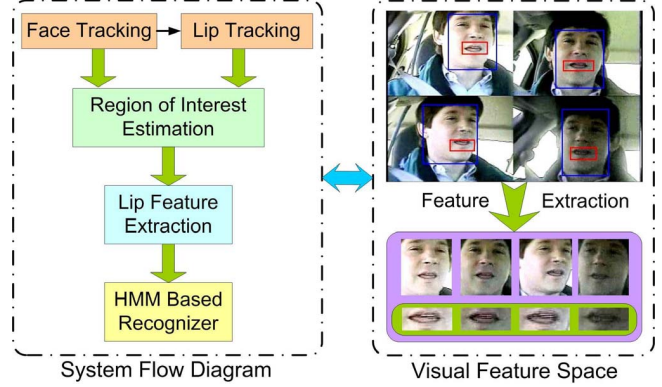 Face Tracking
Lip Tracking
Region of Interest
Estimation
Lip Feature
Extraction
HMM Based
Recognizer
System Flow Diagram
Feature
Extraction
Visual Feature Space